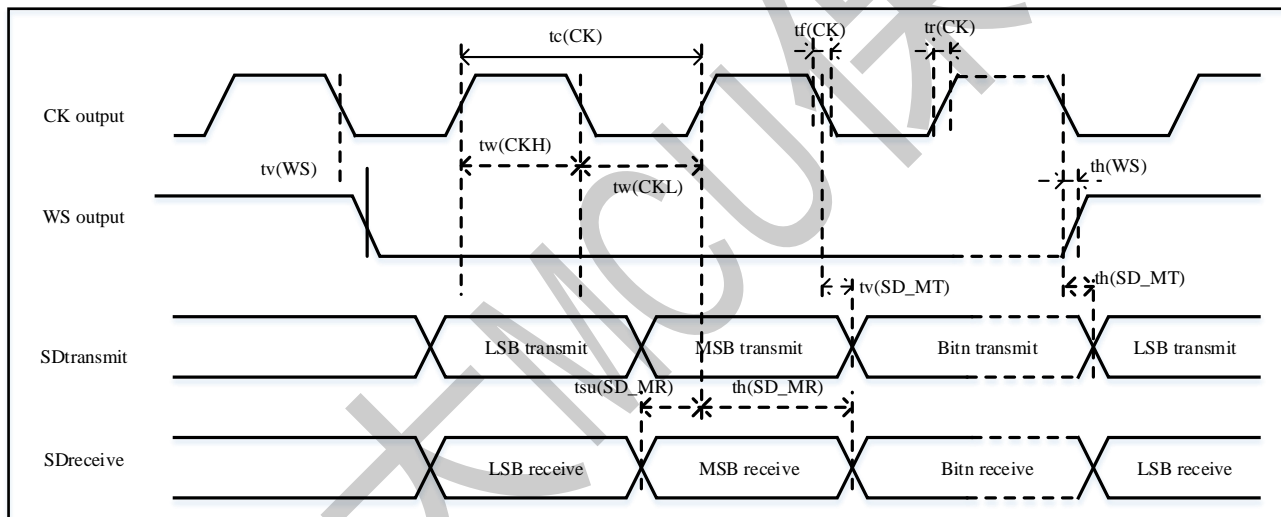 tc(CK)
tf(CK)
tr(CK)
CK output
tw(CKH)
tw(CKL)
tv(WS)
th(WS)
WS output
tv(SD_MT)
th(SD_MT)
SDtransmit
LSB transmit
MSB transmit
Bitn transmit
LSB transmit
tsu(SD_MR)
th(SD_MR)
SDreceive
LSB receive
MSB receive
Bitn receive
LSB receive
MCU